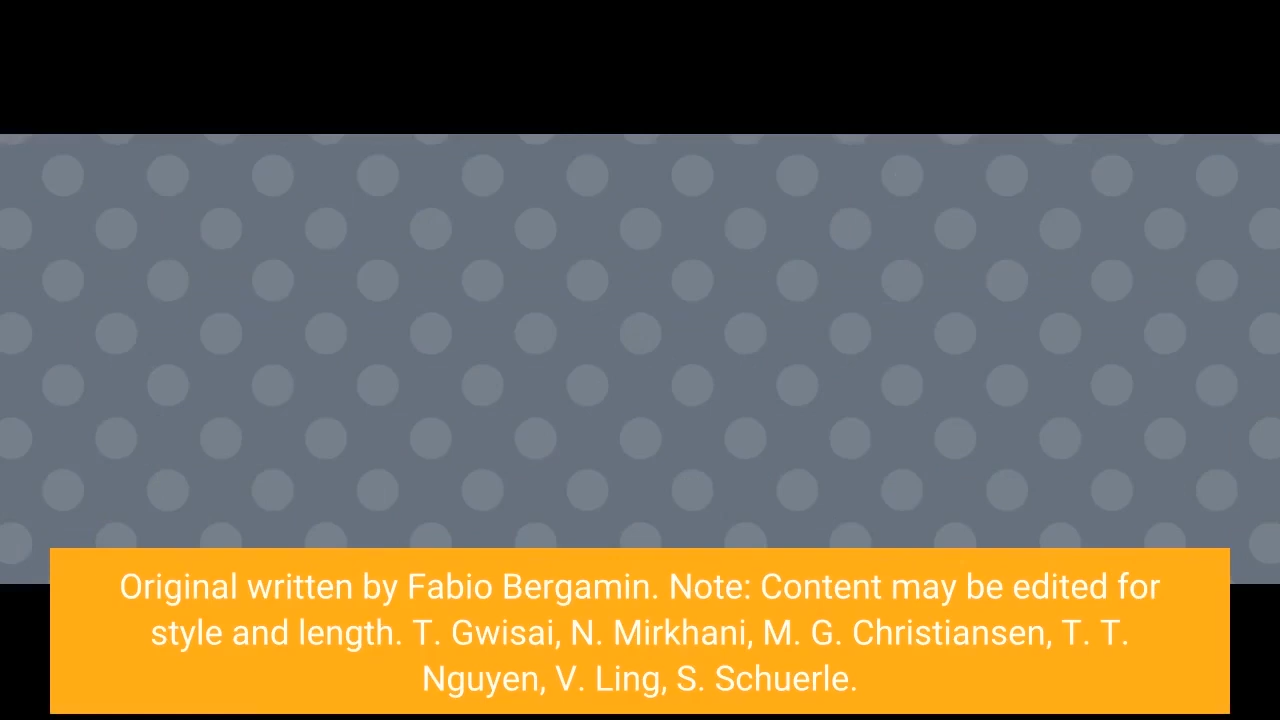 Original written by Fabio Bergamin. Note: Content may be edited for
style and length. T. Gwisai, N. Mirkhani, M. G. Christiansen, T. T.
Nguyen, V. Ling, S. Schuerle.